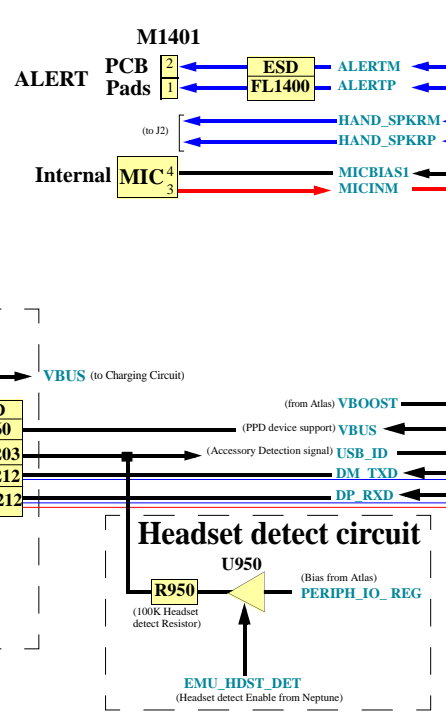 M1401
ALERT PCB Pads 2 1
ESD
FL1400
ALERTM
ALERTP
(to J2)
HAND_SPKRM
HAND_SPKRP
Internal MIC 4 3
MICBIAS1
MICINM
VBUS (to Charging Circuit)
(from Atlas) VBOOST
(PPD device support) VBUS
(Accessory Detection signal) USB_ID
DM_TXD
DP_RXD
203
212
212
Headset detect circuit
U950
R950
(100K Headset
detect Resistor)
(Bias from Atlas)
PERIPH_IO_ REG
EMU_HDST_DET
(Headset detect Enable from Neptune)